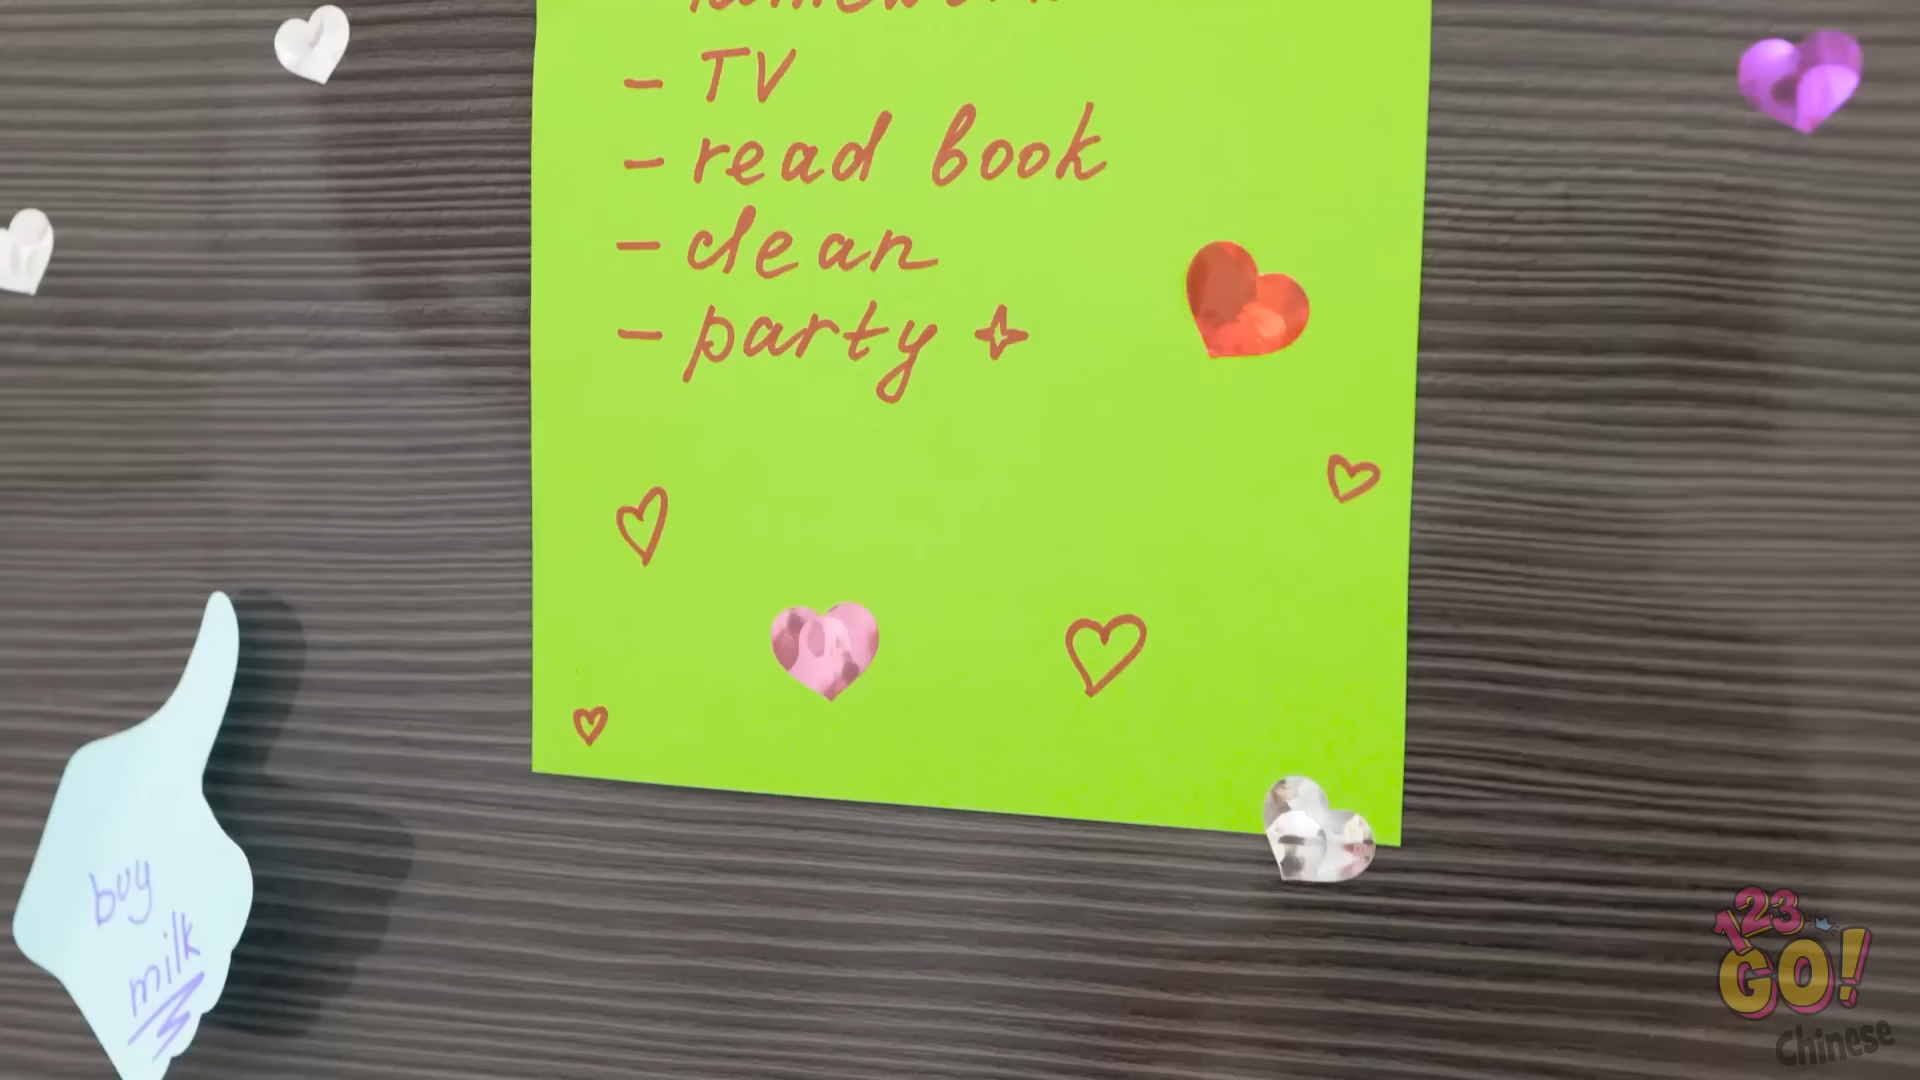 - TV
- read book
- clean
- party
buy
milk
123
GO!
Chinese